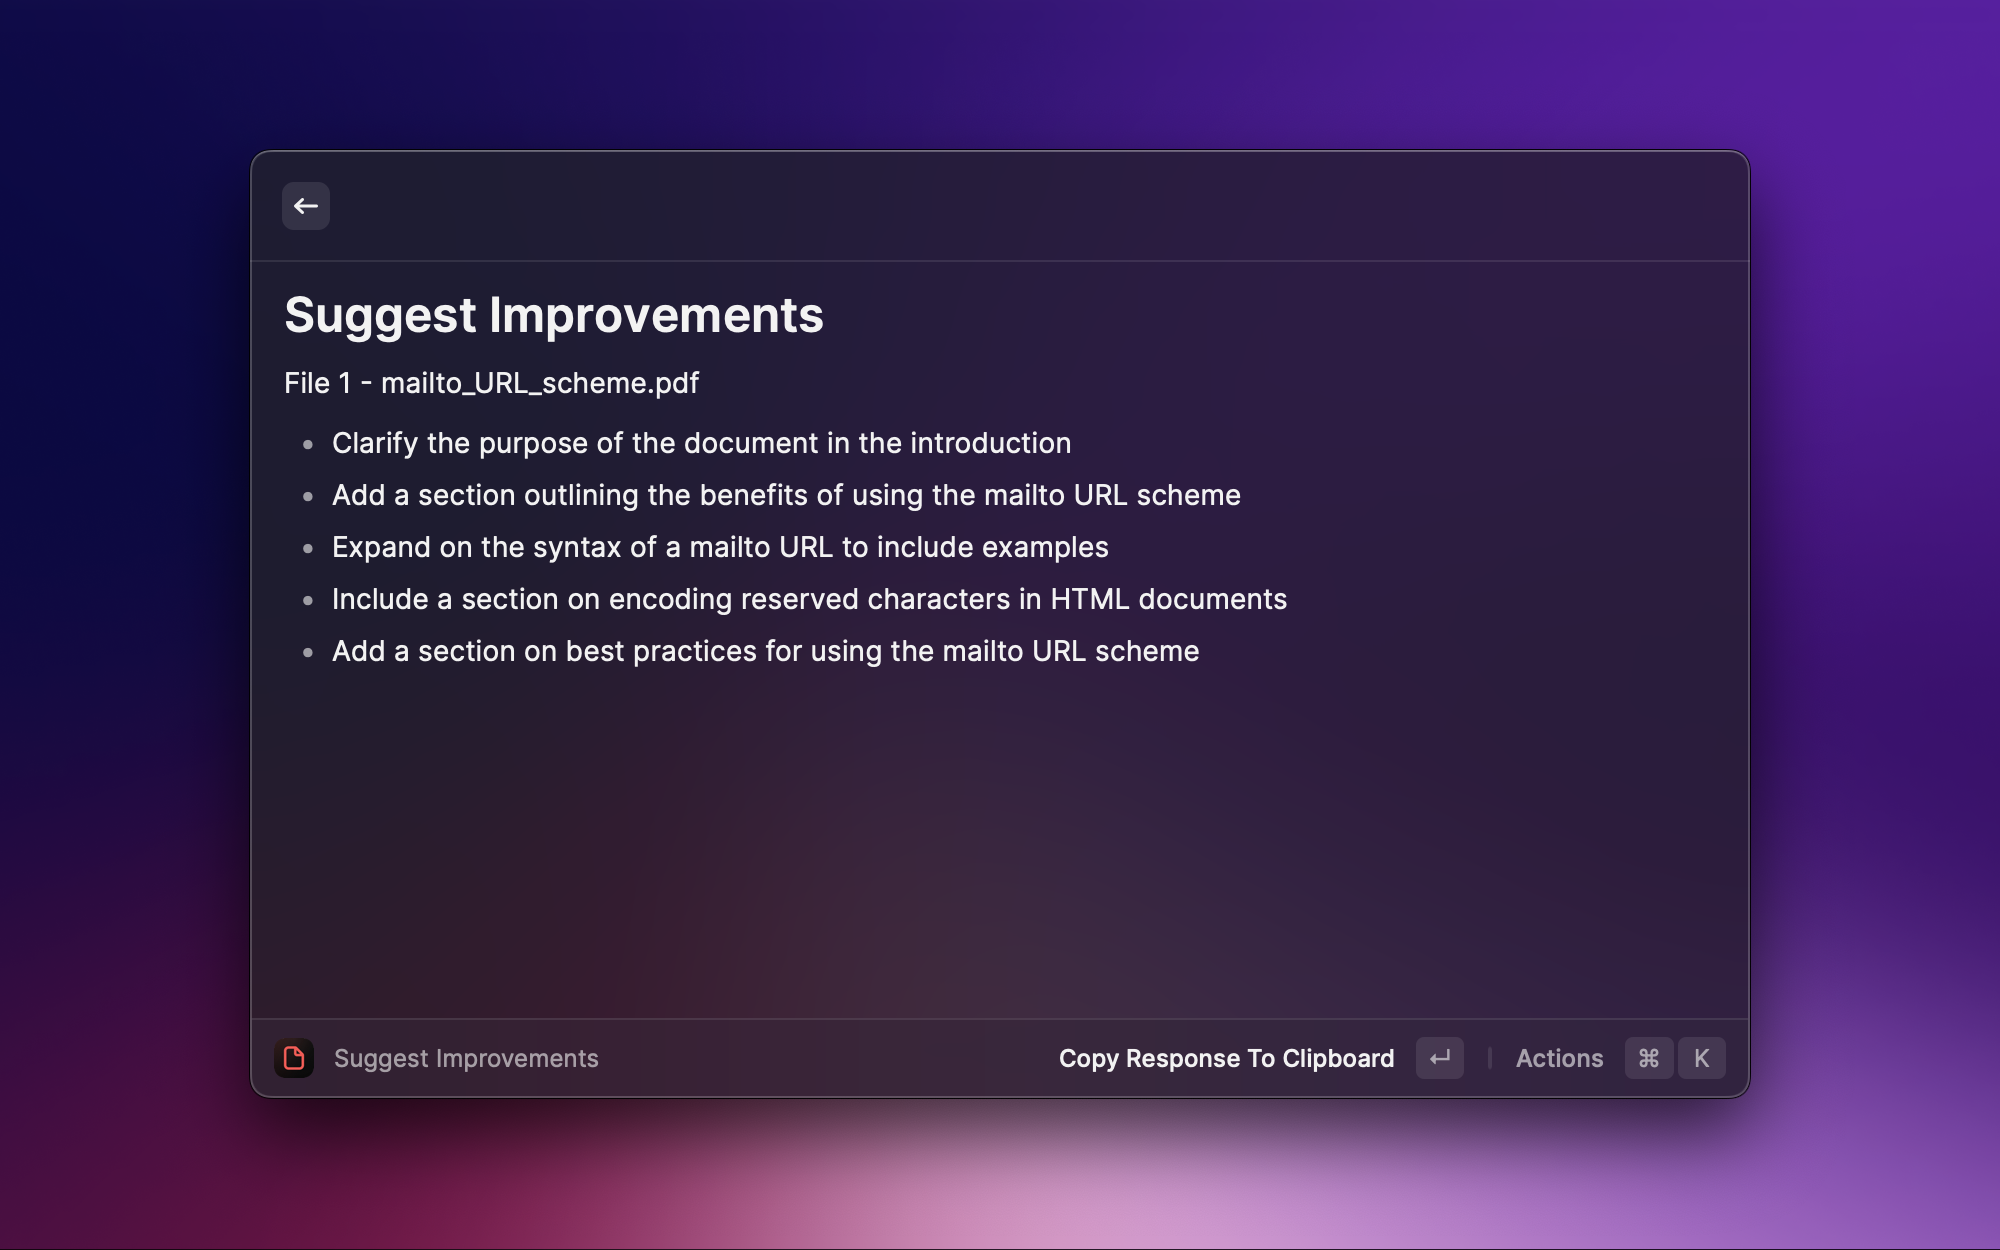 Suggest Improvements
File 1 - mailto_URL_scheme.pdf
Clarify the purpose of the document in the introduction
Add a section outlining the benefits of using the mailto URL scheme
Expand on the syntax of a mailto URL to include examples
Include a section on encoding reserved characters in HTML documents
Add a section on best practices for using the mailto URL scheme
Suggest Improvements Copy Response To Clipboard ↵ Actions ⌘ K